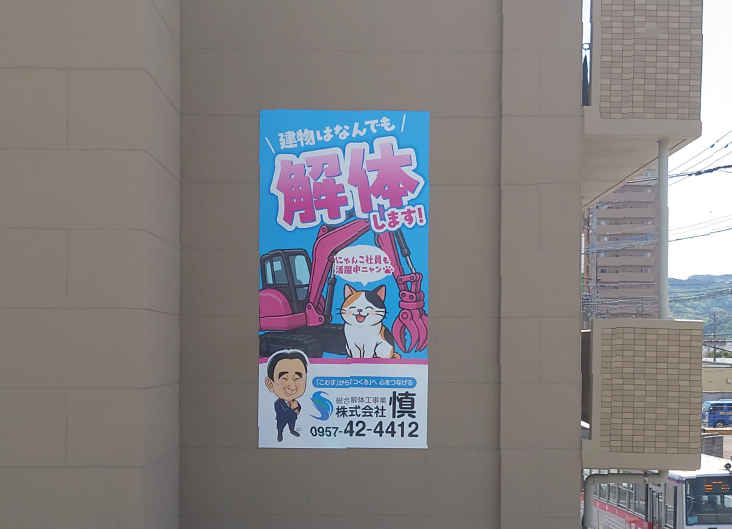 建物はなんでも
解体
します!
にゃんこ社員も
活躍中ニャン
「こわす」から「つくる」へ 心をつなげる
総合解体工事業
株式会社 慎
0957-42-4412